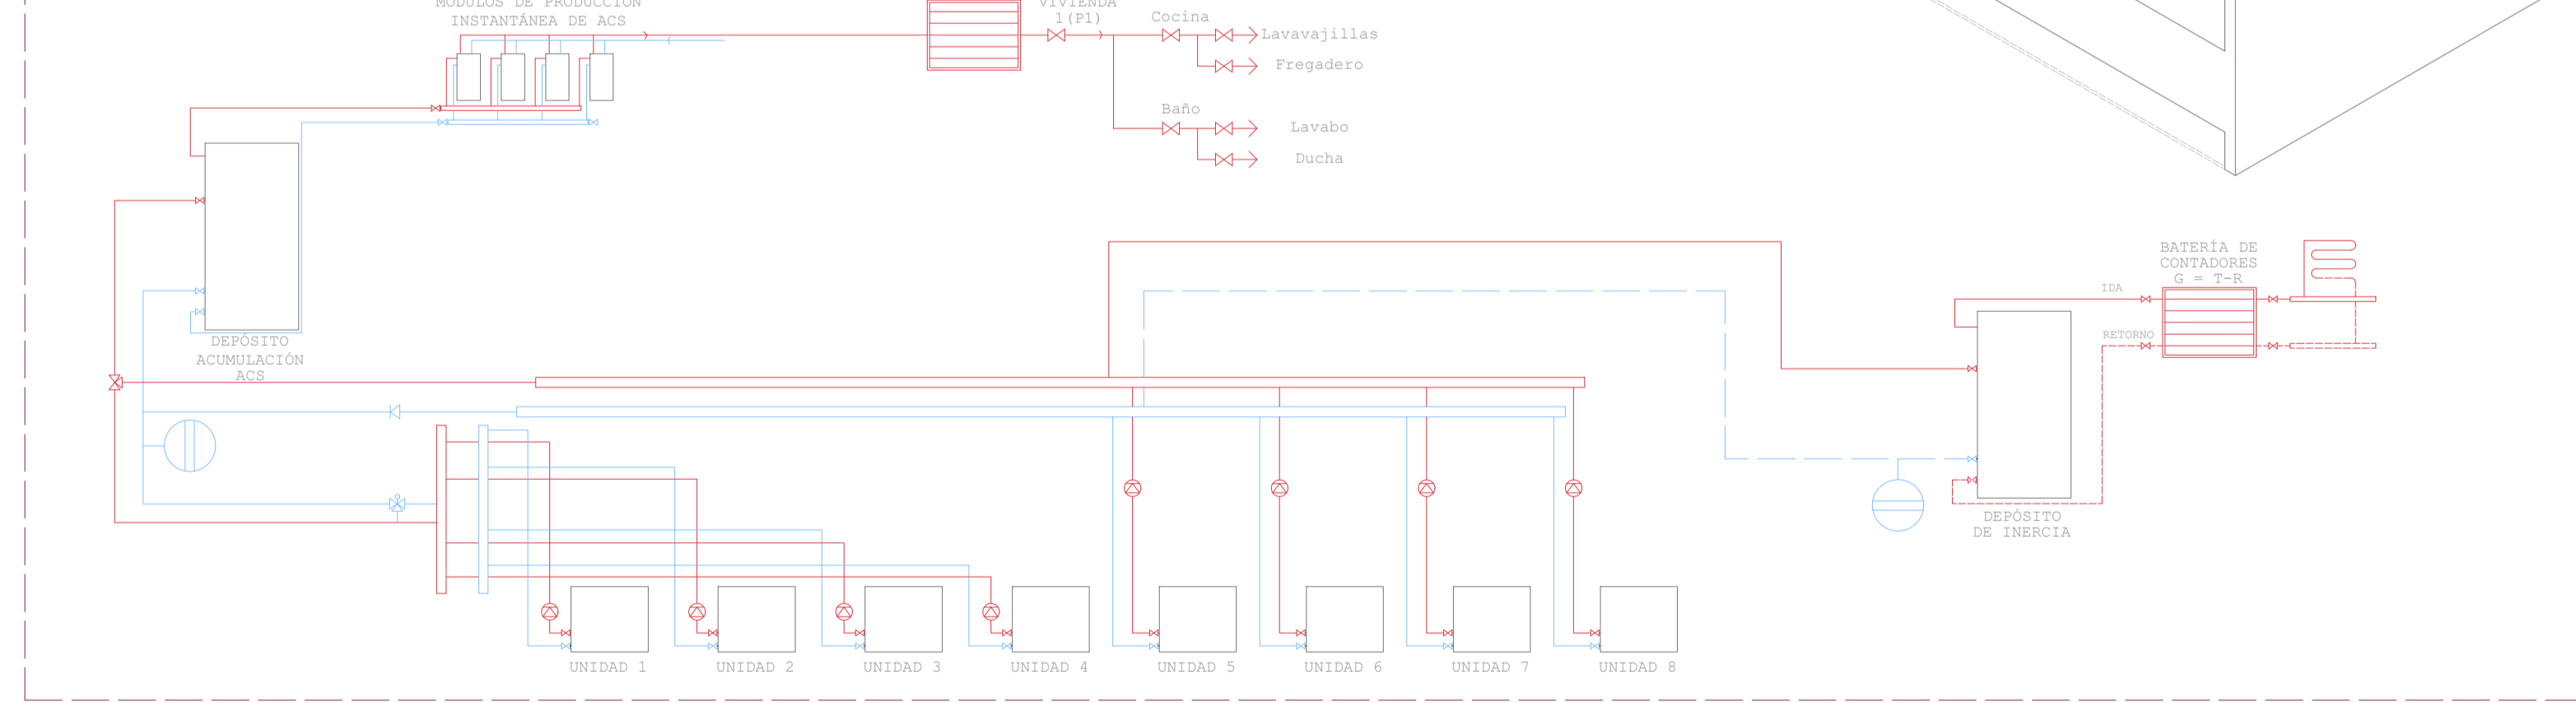 MÓDULOS DE PRODUCCIÓN
INSTANTÁNEA DE ACS
VIVIENDA
1(P1)
Cocina
Lavavajillas
Fregadero
Baño
Lavabo
Ducha
DEPÓSITO
ACUMULACIÓN
ACS
BATERÍA DE
CONTADORES
G = T-R
IDA
RETORNO
DEPÓSITO
DE INERCIA
UNIDAD 1
UNIDAD 2
UNIDAD 3
UNIDAD 4
UNIDAD 5
UNIDAD 6
UNIDAD 7
UNIDAD 8